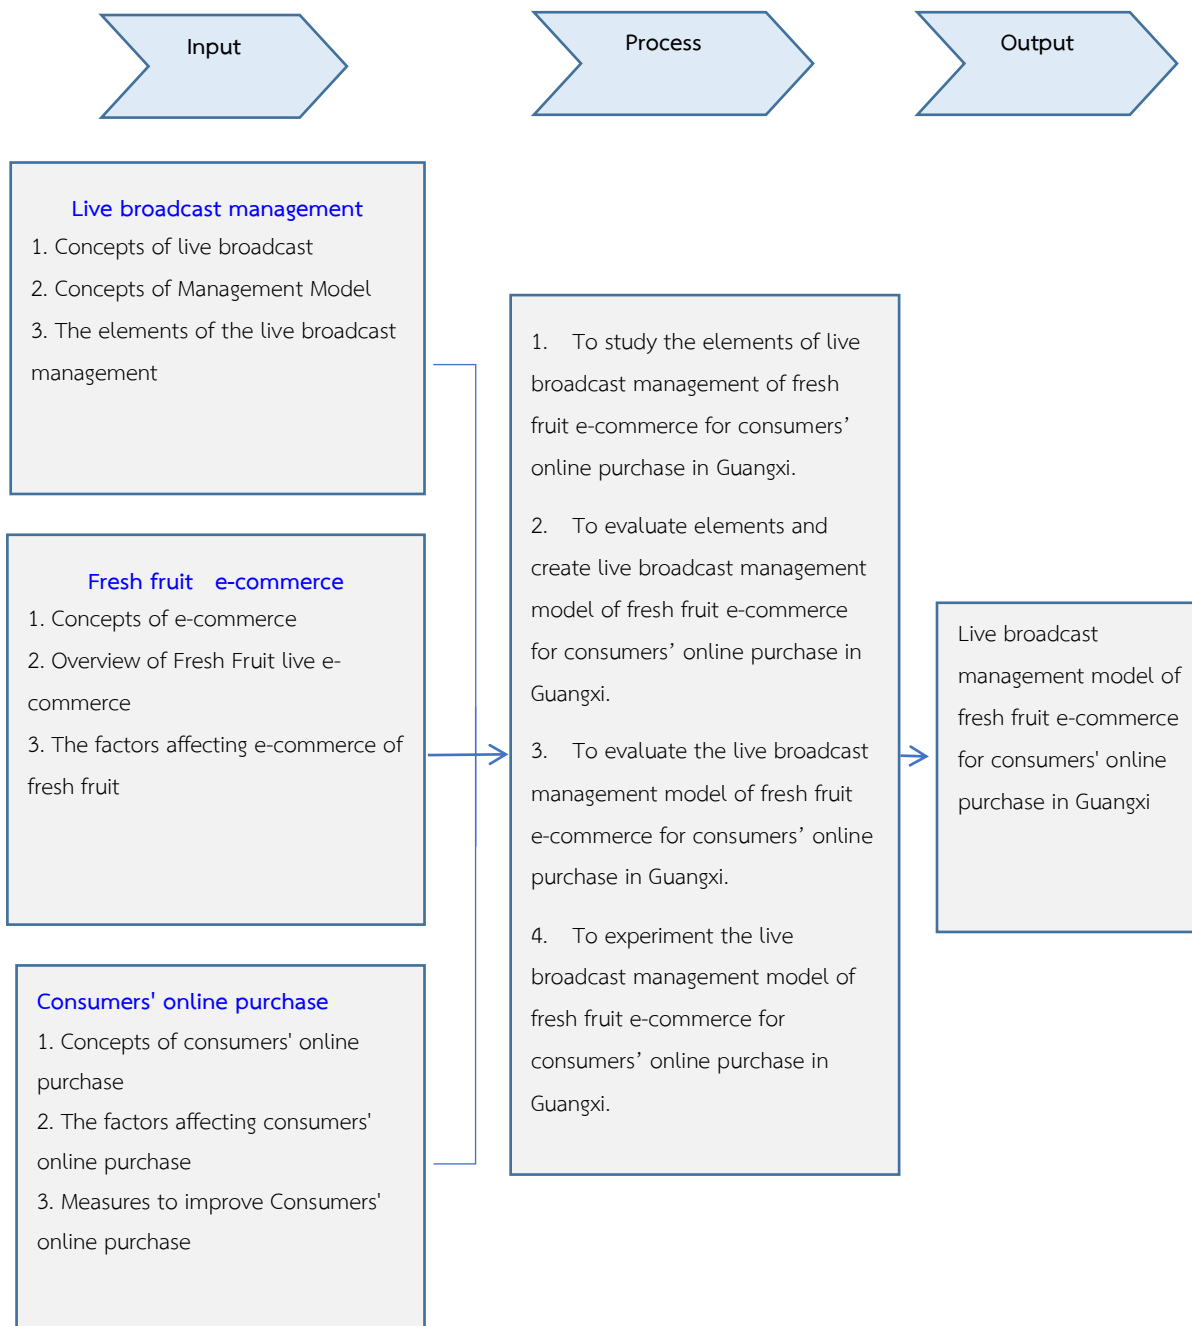 Input
Process
Output
Live broadcast management
1. Concepts of live broadcast
2. Concepts of Management Model
3. The elements of the live broadcast
management
Fresh fruit e-commerce
1. Concepts of e-commerce
2. Overview of Fresh Fruit live e-
commerce
3. The factors affecting e-commerce of
fresh fruit
Consumers' online purchase
1. Concepts of consumers' online
purchase
2. The factors affecting consumers'
online purchase
3. Measures to improve Consumers'
online purchase
1. To study the elements of live
broadcast management of fresh
fruit e-commerce for consumers’
online purchase in Guangxi.
2. To evaluate elements and
create live broadcast management
model of fresh fruit e-commerce
for consumers’ online purchase in
Guangxi.
3. To evaluate the live broadcast
management model of fresh fruit
e-commerce for consumers’ online
purchase in Guangxi.
4. To experiment the live
broadcast management model of
fresh fruit e-commerce for
consumers’ online purchase in
Guangxi.
Live broadcast
management model of
fresh fruit e-commerce
for consumers' online
purchase in Guangxi